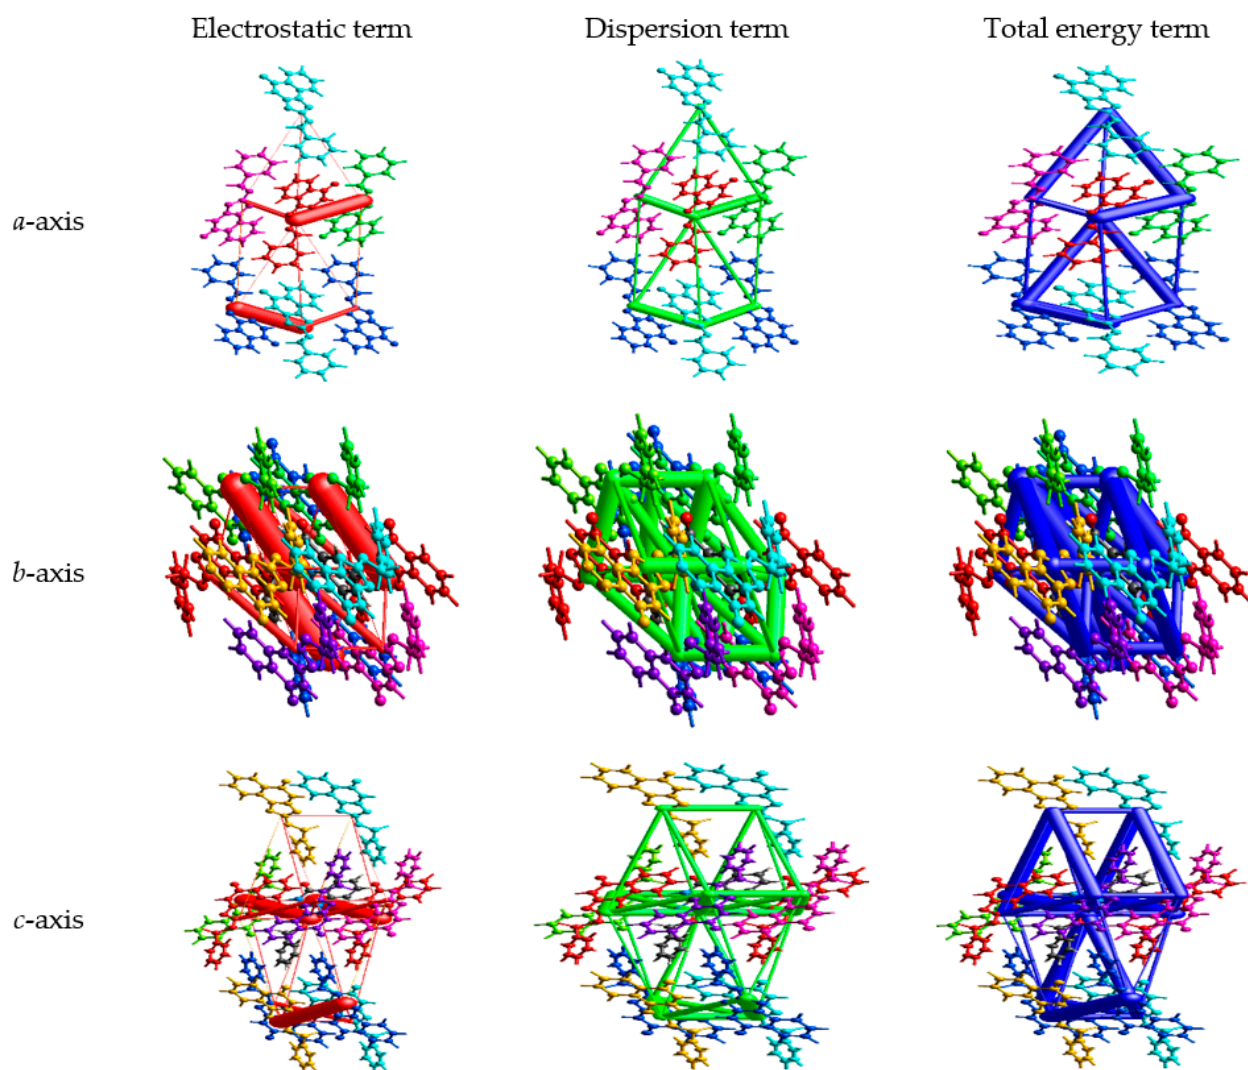 Electrostatic term Dispersion term Total energy term
a-axis
b-axis
c-axis